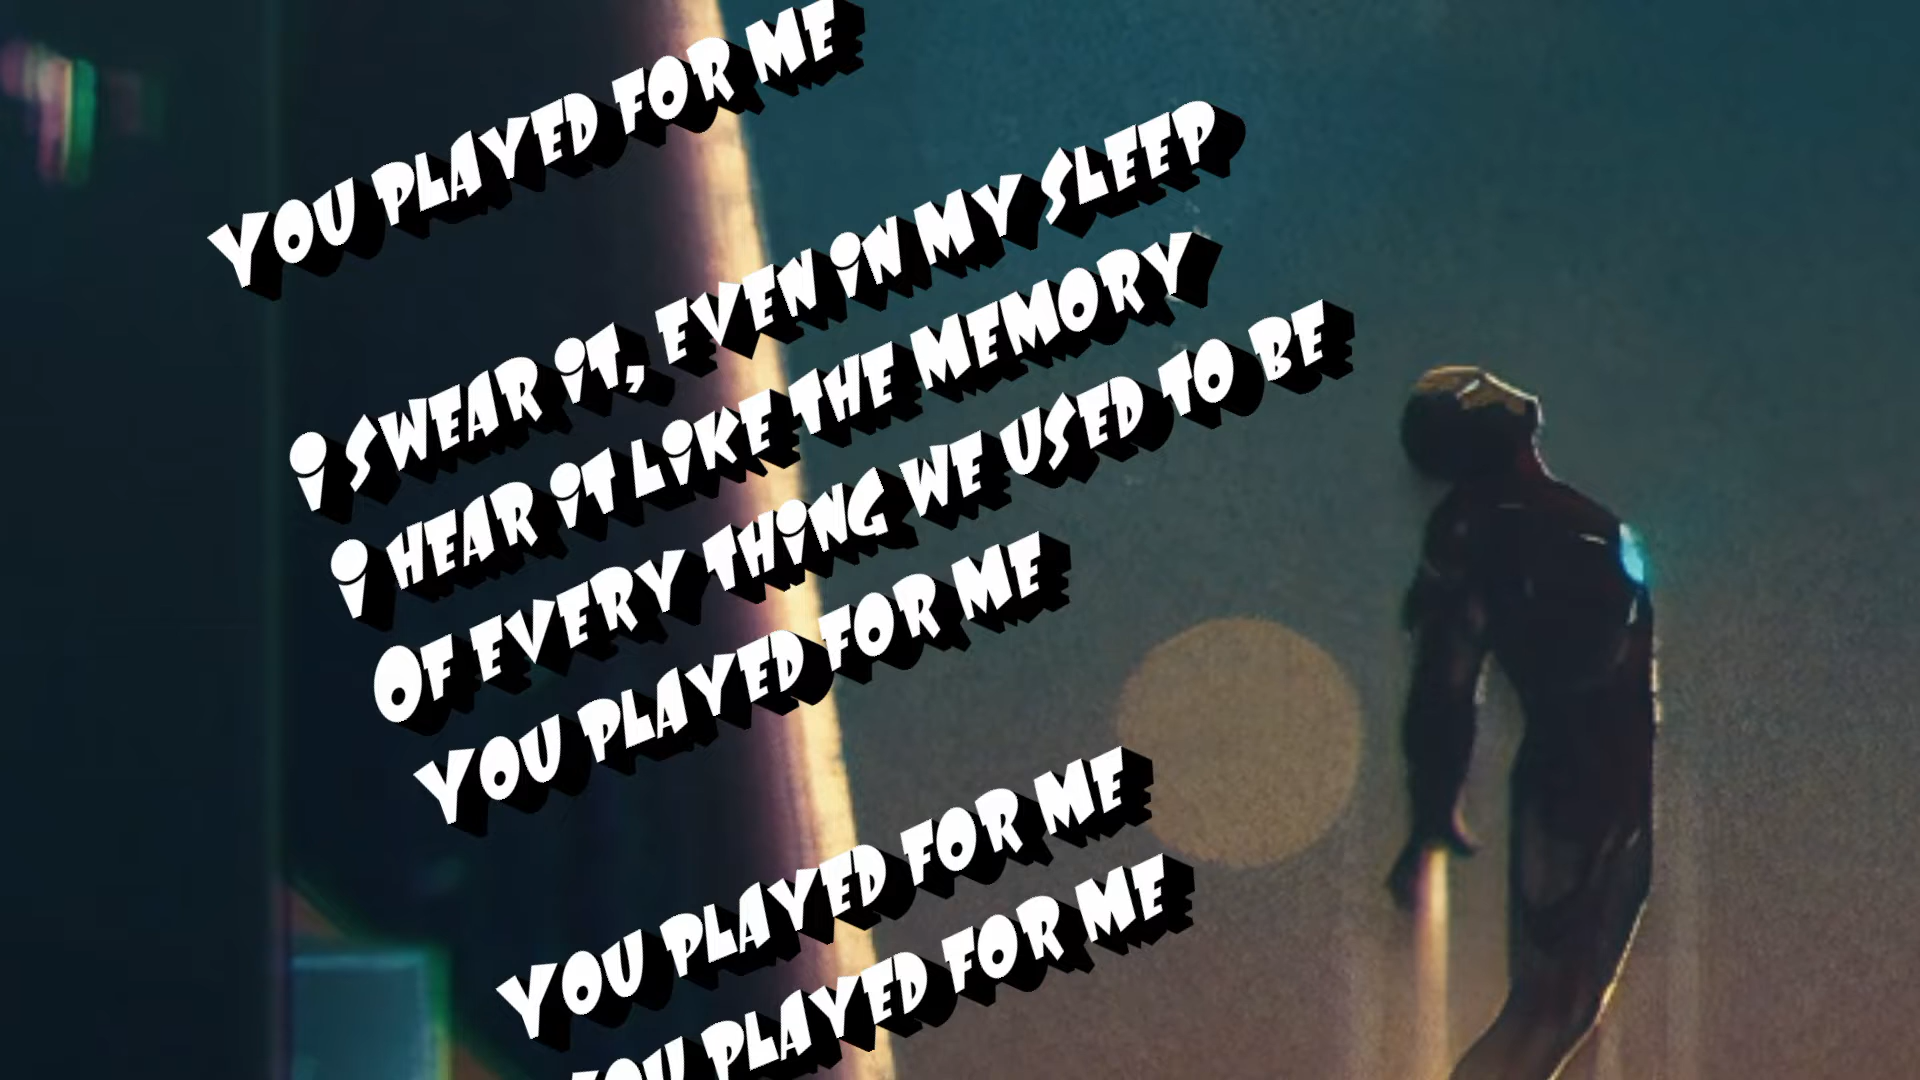 You played for me
I swear it, even in my sleep
I hear it like the memory
Of every thing we used to be
You played for me
You played for me
You played for me